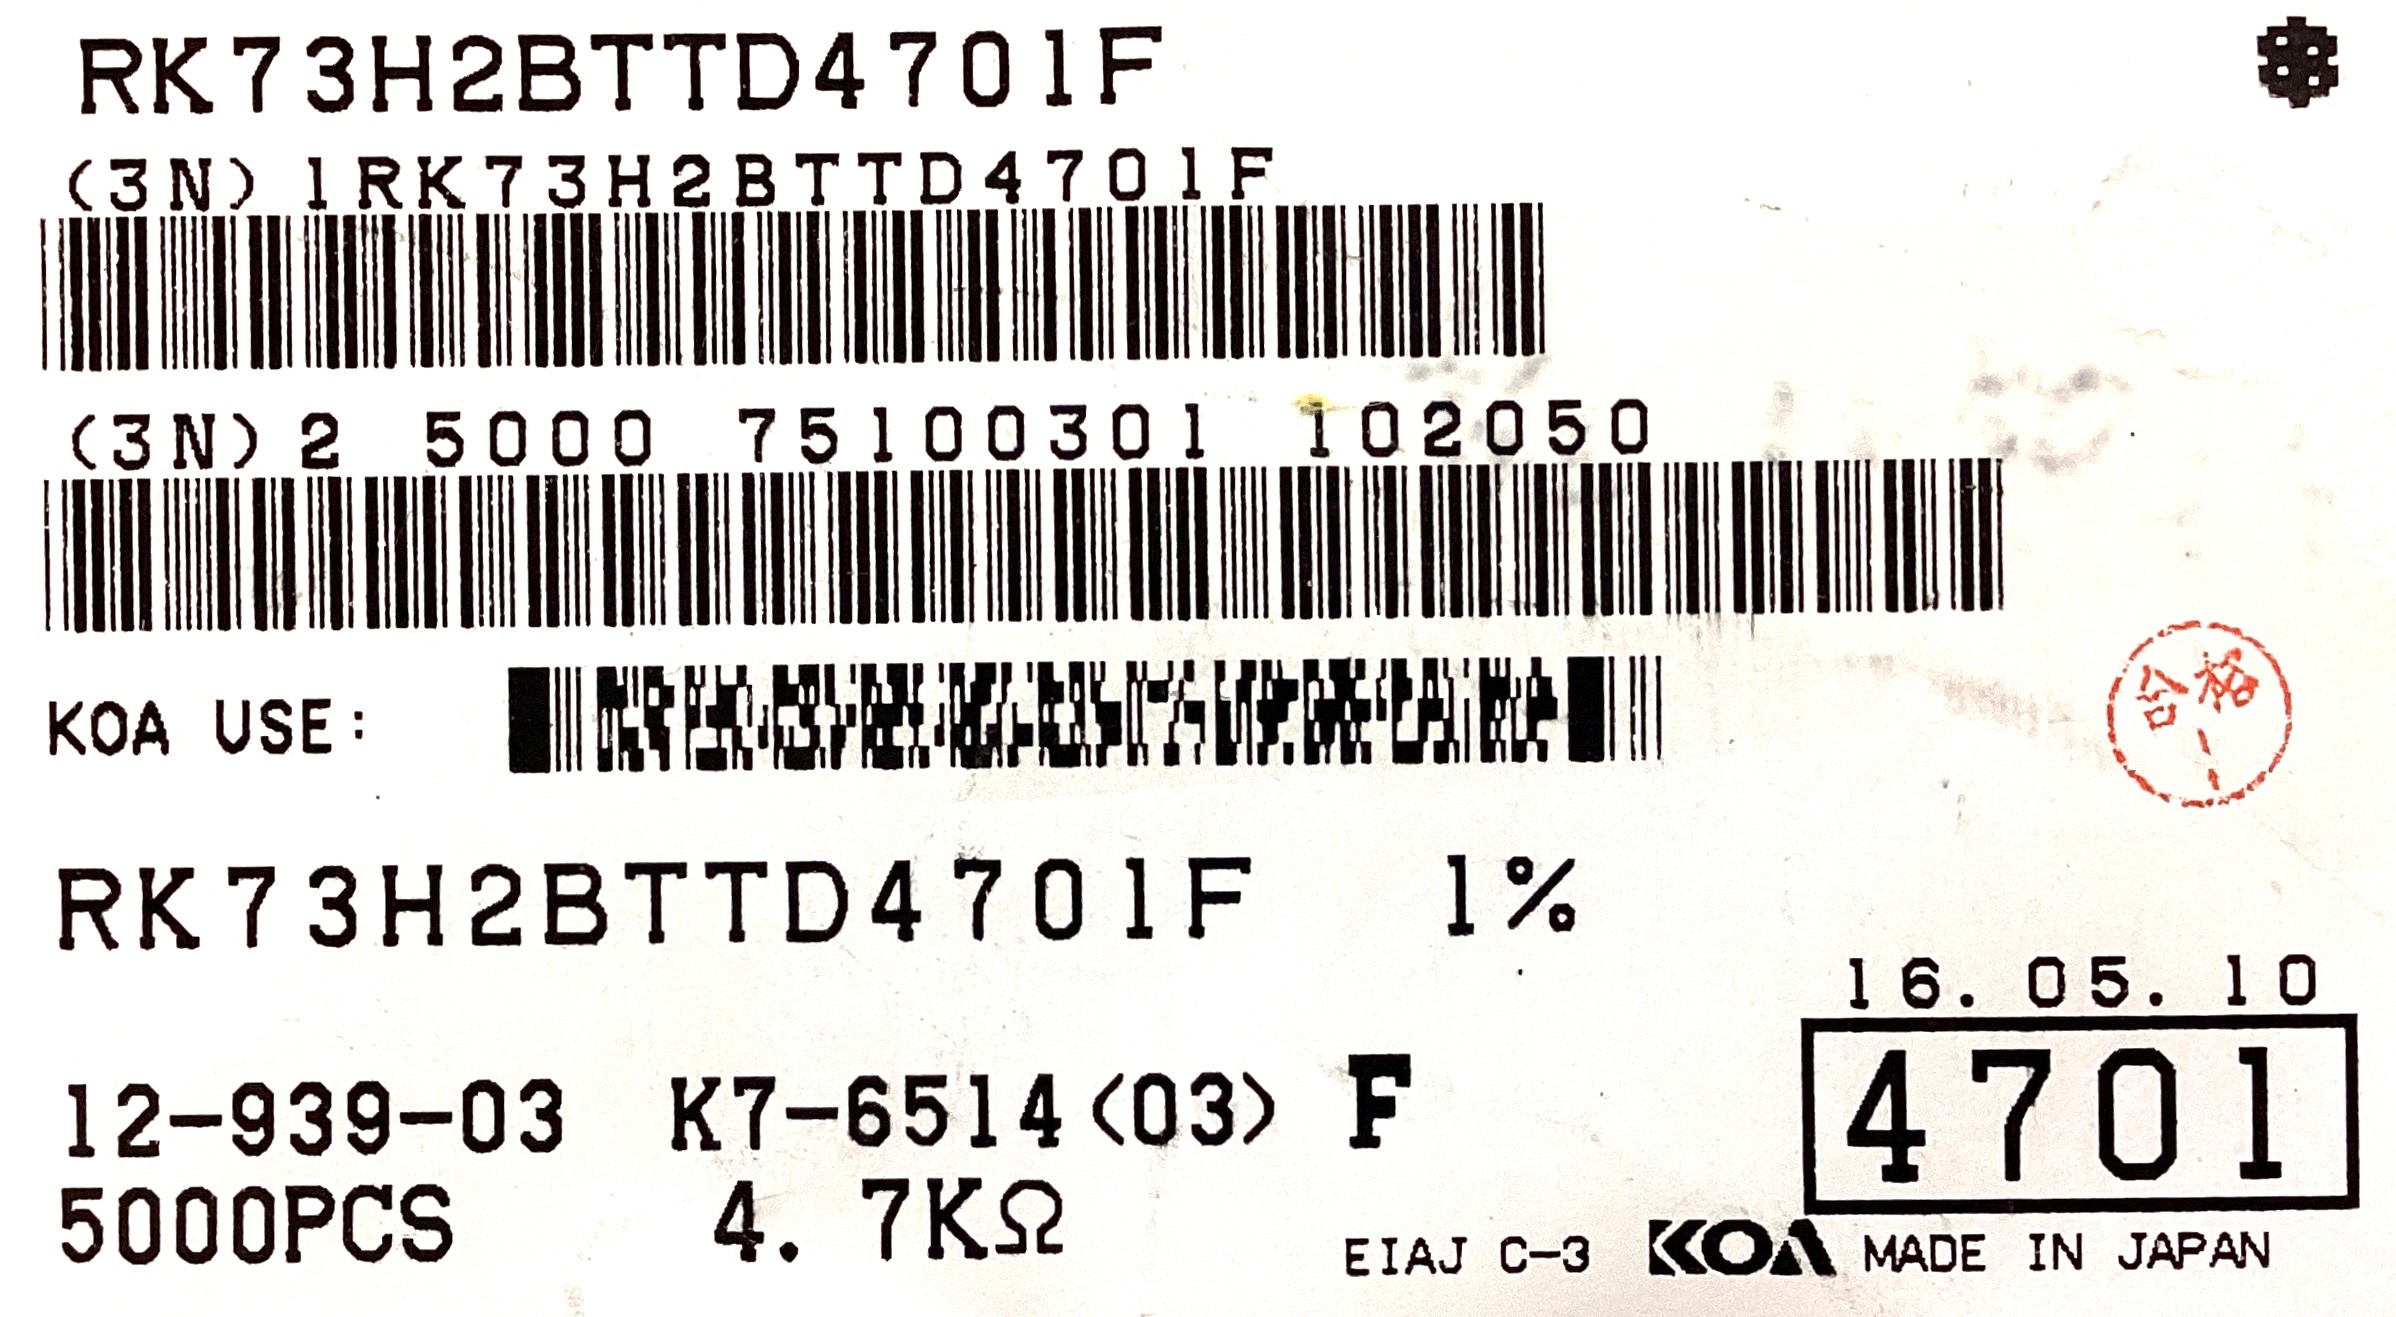 RK73H2BTTD4701F
(3N) 1RK73H2BTTD4701F
(3N) 2 5000 75100301 102050
KOA USE:
合格
RK73H2BTTD4701F 1%
16. 05. 10
4701
12-939-03 K7-6514(03) F
5000PCS 4. 7KΩ
EIAJ C-3 KOA MADE IN JAPAN